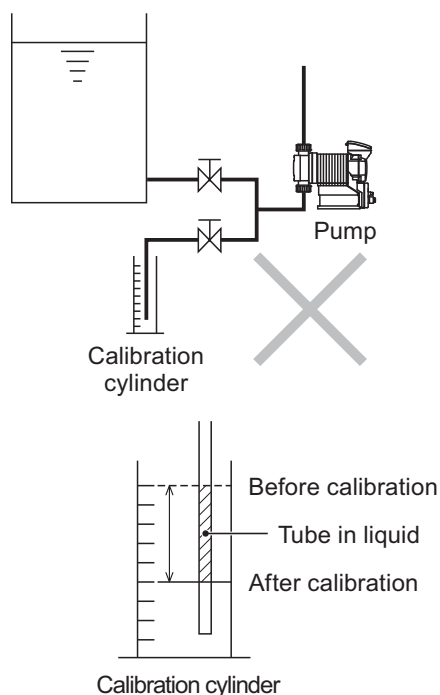 Pump
Calibration
cylinder
Before calibration
Tube in liquid
After calibration
Calibration cylinder